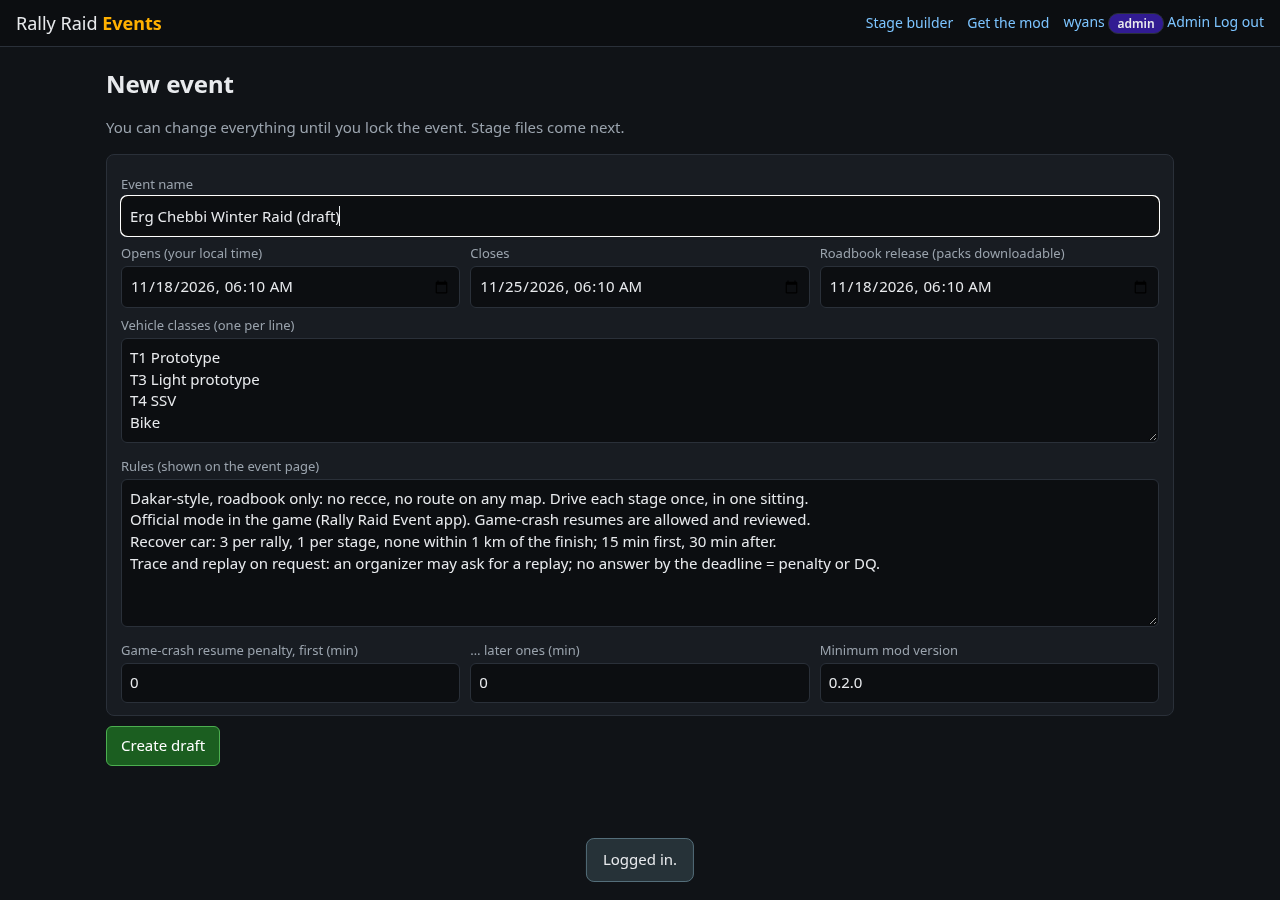 Rally Raid Events
Stage builder Get the mod wyans admin Admin Log out
New event
You can change everything until you lock the event. Stage files come next.
Event name
Erg Chebbi Winter Raid (draft)
Opens (your local time) Closes Roadbook release (packs downloadable)
11/18/2026, 06:10 AM 11/25/2026, 06:10 AM 11/18/2026, 06:10 AM
Vehicle classes (one per line)
T1 Prototype
T3 Light prototype
T4 SSV
Bike
Rules (shown on the event page)
Dakar-style, roadbook only: no recce, no route on any map. Drive each stage once, in one sitting.
Official mode in the game (Rally Raid Event app). Game-crash resumes are allowed and reviewed.
Recover car: 3 per rally, 1 per stage, none within 1 km of the finish; 15 min first, 30 min after.
Trace and replay on request: an organizer may ask for a replay; no answer by the deadline = penalty or DQ.
Game-crash resume penalty, first (min) ... later ones (min) Minimum mod version
0 0 0.2.0
Create draft
Logged in.